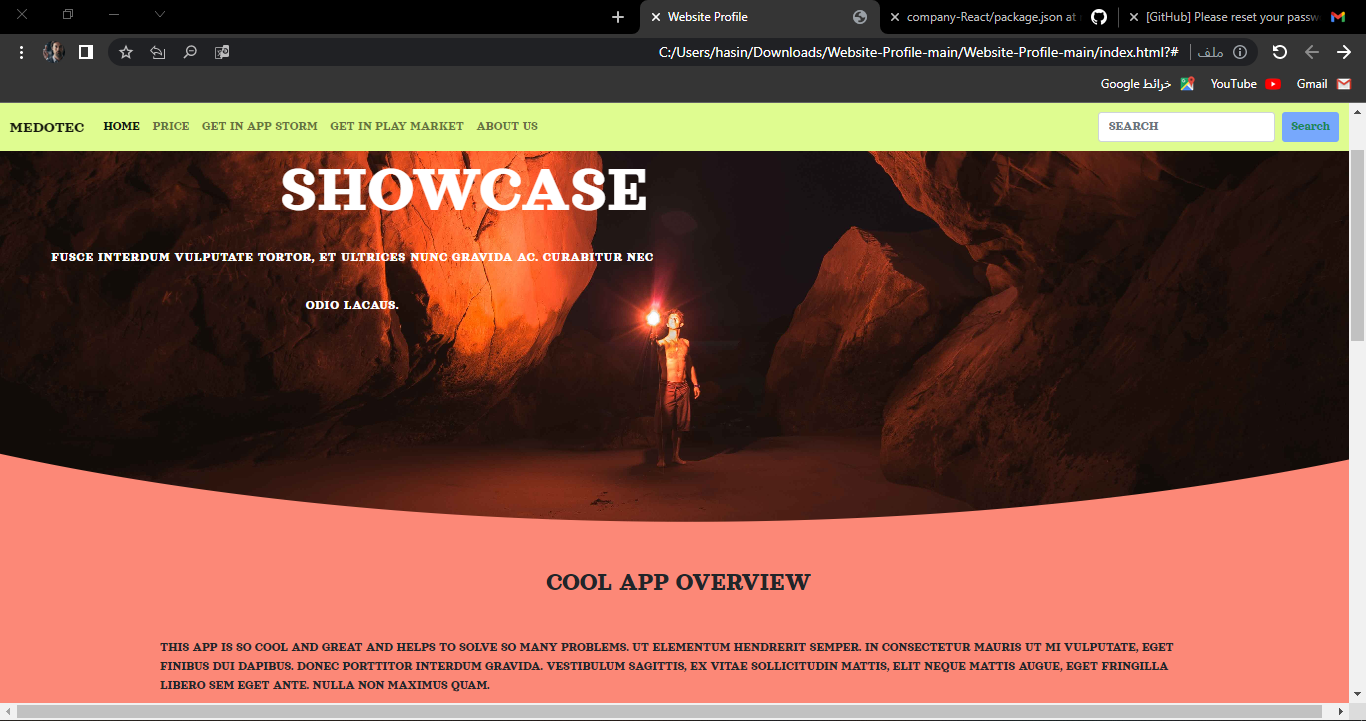 Website Profile
company-React/package.json at
[GitHub] Please reset your passw
C:/Users/hasin/Downloads/Website-Profile-main/Website-Profile-main/index.html?# ملف
خرائط Google YouTube Gmail
MEDOTEC HOME PRICE GET IN APP STORM GET IN PLAY MARKET ABOUT US SEARCH Search
SHOWCASE
FUSCE INTERDUM VULPUTATE TORTOR, ET ULTRICES NUNC GRAVIDA AC. CURABITUR NEC
ODIO LACAUS.
COOL APP OVERVIEW
THIS APP IS SO COOL AND GREAT AND HELPS TO SOLVE SO MANY PROBLEMS. UT ELEMENTUM HENDRERIT SEMPER. IN CONSECTETUR MAURIS UT MI VULPUTATE, EGET
FINIBUS DUI DAPIBUS. DONEC PORTTITOR INTERDUM GRAVIDA. VESTIBULUM SAGITTIS, EX VITAE SOLLICITUDIN MATTIS, ELIT NEQUE MATTIS AUGUE, EGET FRINGILLA
LIBERO SEM EGET ANTE. NULLA NON MAXIMUS QUAM.